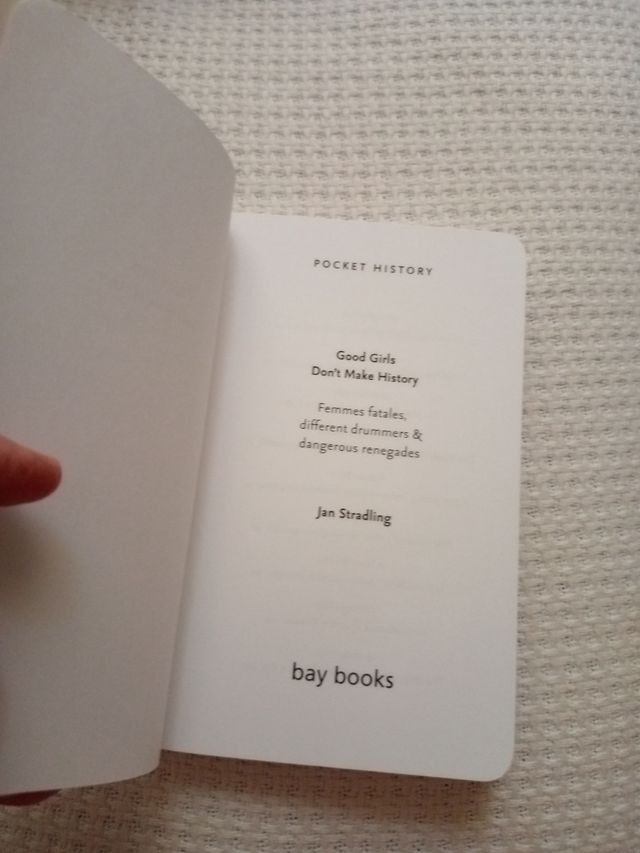 POCKET HISTORY
Good Girls
Don't Make History
Femmes fatales,
different drummers &
dangerous renegades
Jan Stradling
bay books